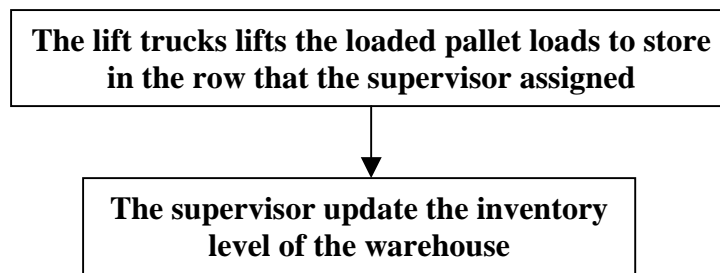 The lift trucks lifts the loaded pallet loads to store
in the row that the supervisor assigned
The supervisor update the inventory
level of the warehouse